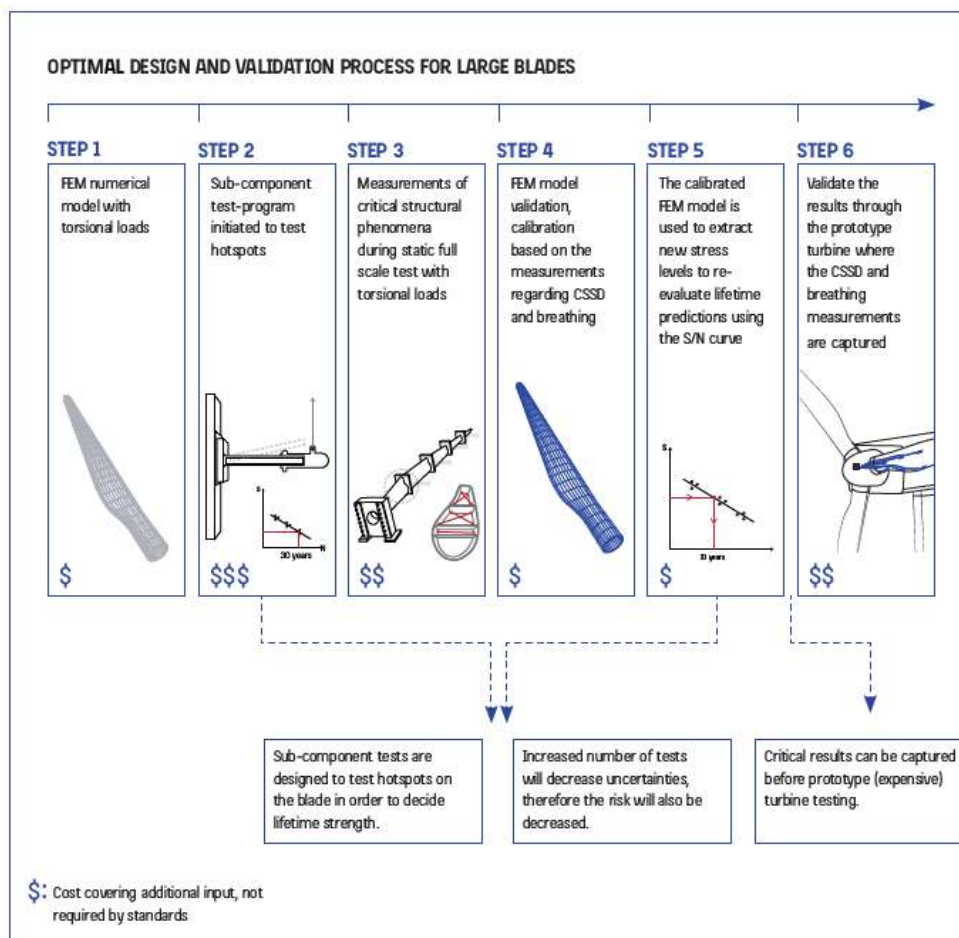 OPTIMAL DESIGN AND VALIDATION PROCESS FOR LARGE BLADES
STEP 1
FEM numerical
model with
torsional loads
$
STEP 2
Sub-component
test-program
initiated to test
hotspots
S
N
30 years
$$$
STEP 3
Measurements of
critical structural
phenomena
during static full
scale test with
torsional loads
$$
STEP 4
FEM model
validation,
calibration
based on the
measurements
regarding CSSD
and breathing
$
STEP 5
The calibrated
FEM model is
used to extract
new stress
levels to re-
evaluate lifetime
predictions using
the S/N curve
S
years
$
STEP 6
Validate the
results through
the prototype
turbine where
the CSSD and
breathing
measurements
are captured
$$
Sub-component tests are
designed to test hotspots on
the blade in order to decide
lifetime strength.
Increased number of tests
will decrease uncertainties,
therefore the risk will also be
decreased.
Critical results can be captured
before prototype (expensive)
turbine testing.
$: Cost covering additional input, not
required by standards